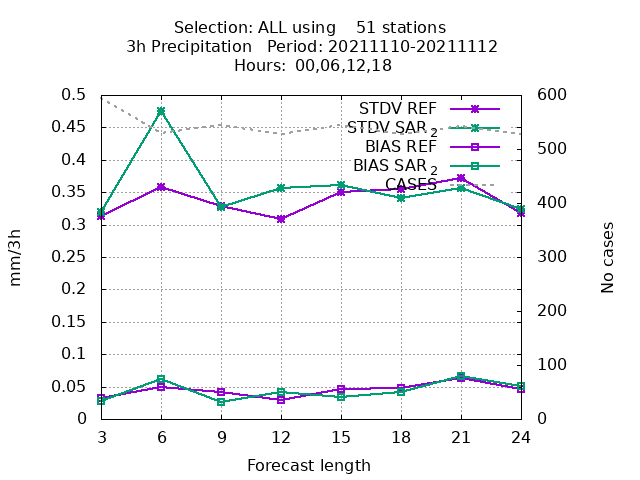 Selection: ALL using    51 stations
3h Precipitation   Period: 20211110-20211112
Hours:  00,06,12,18
0.5
0.45
0.4
0.35
0.3
0.25
0.2
0.15
0.1
0.05
0
mm/3h
STDV REF
STDV SAR 2
BIAS REF
BIAS SAR 2
CASES
600
500
400
300
200
100
0
No cases
3 6 9 12 15 18 21 24
Forecast length